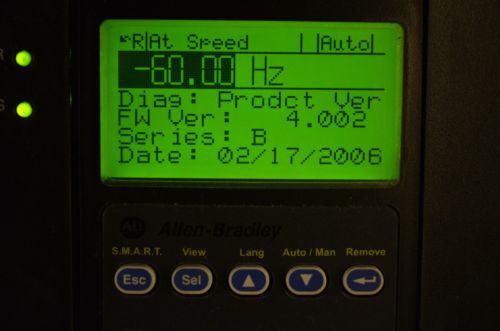 R|At Speed | |Auto|
-60.00 Hz
Diag: Prodct Ver
FW Ver: 4.002
Series: B
Date: 02/17/2006
AB Allen-Bradley
S.M.A.R.T. View Lang Auto / Man Remove
Esc Sel